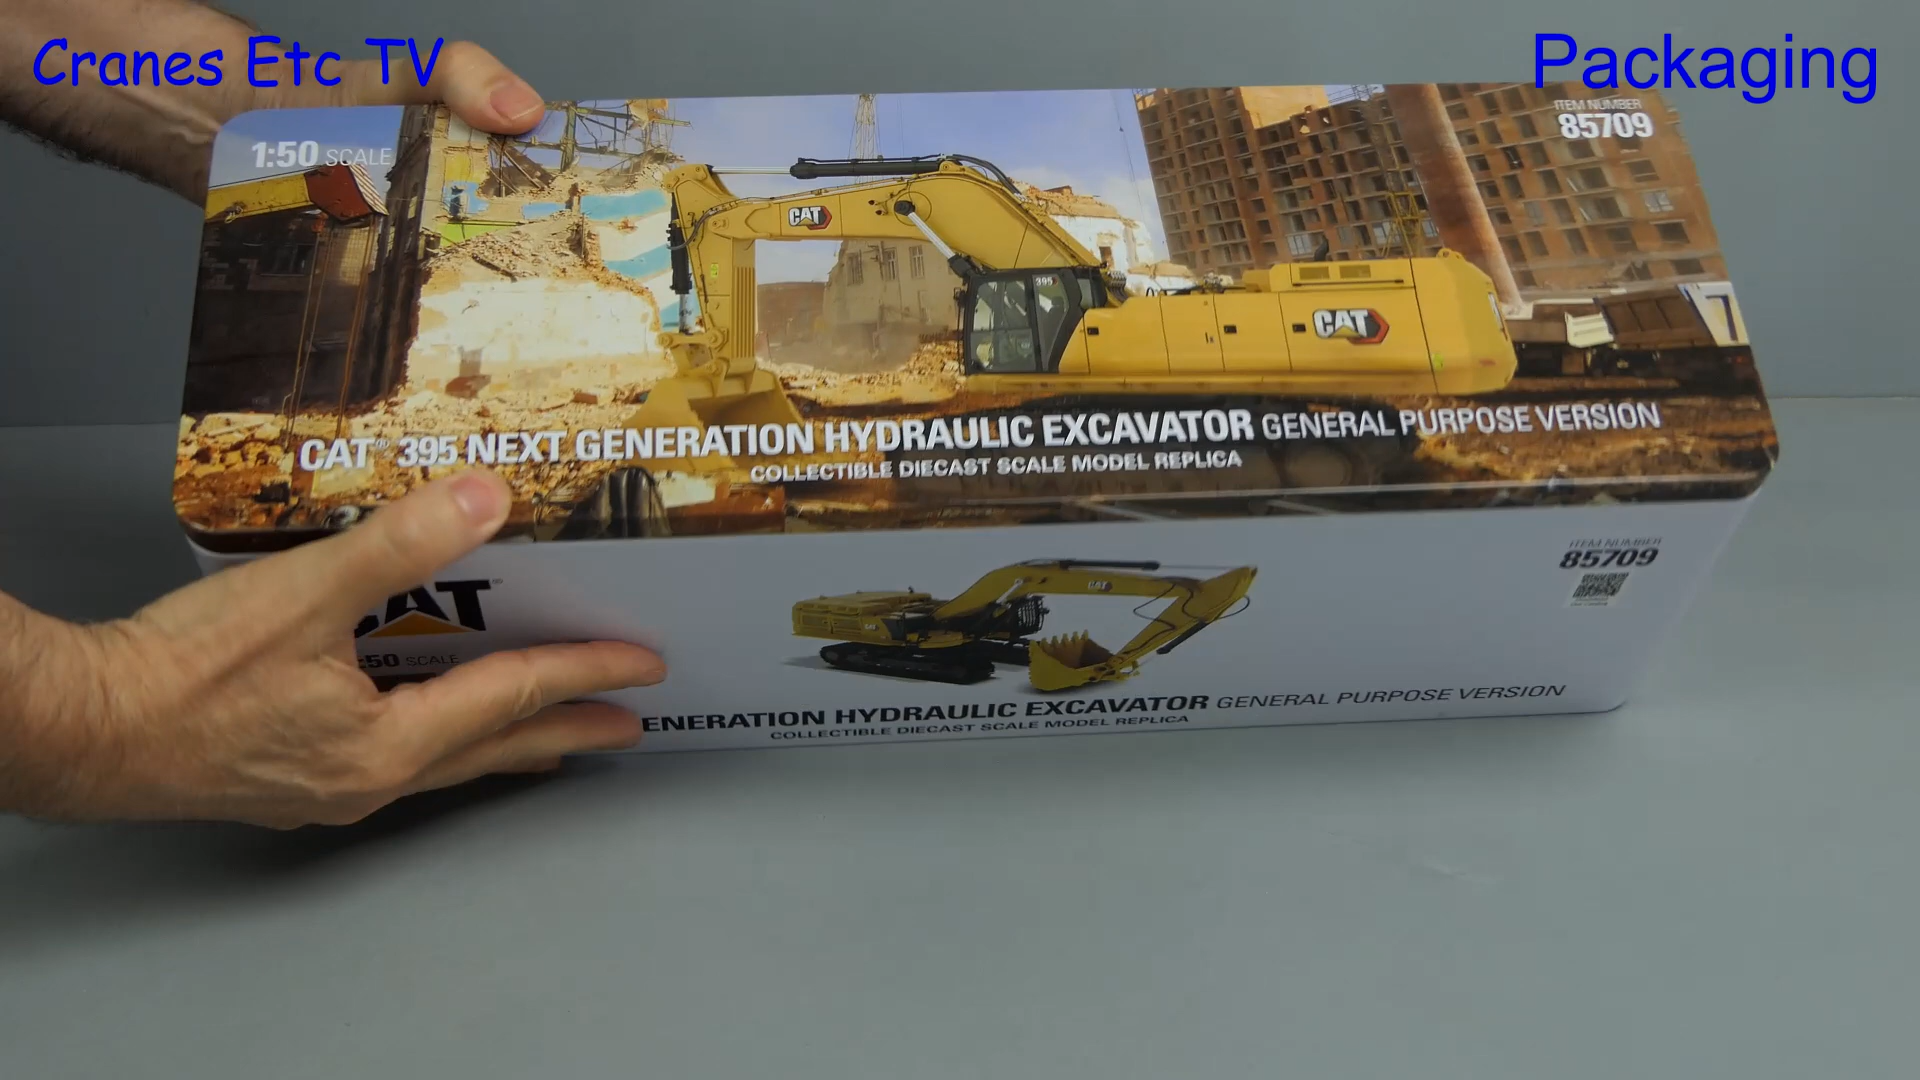 Cranes Etc TV
Packaging
1:50 SCALE
ITEM NUMBER
85709
CAT
395
CAT
CAT® 395 NEXT GENERATION HYDRAULIC EXCAVATOR GENERAL PURPOSE VERSION
COLLECTIBLE DIECAST SCALE MODEL REPLICA
ITEM NUMBER
85709
CAT
CAT
:50 SCALE
ENERATION HYDRAULIC EXCAVATOR GENERAL PURPOSE VERSION
COLLECTIBLE DIECAST SCALE MODEL REPLICA